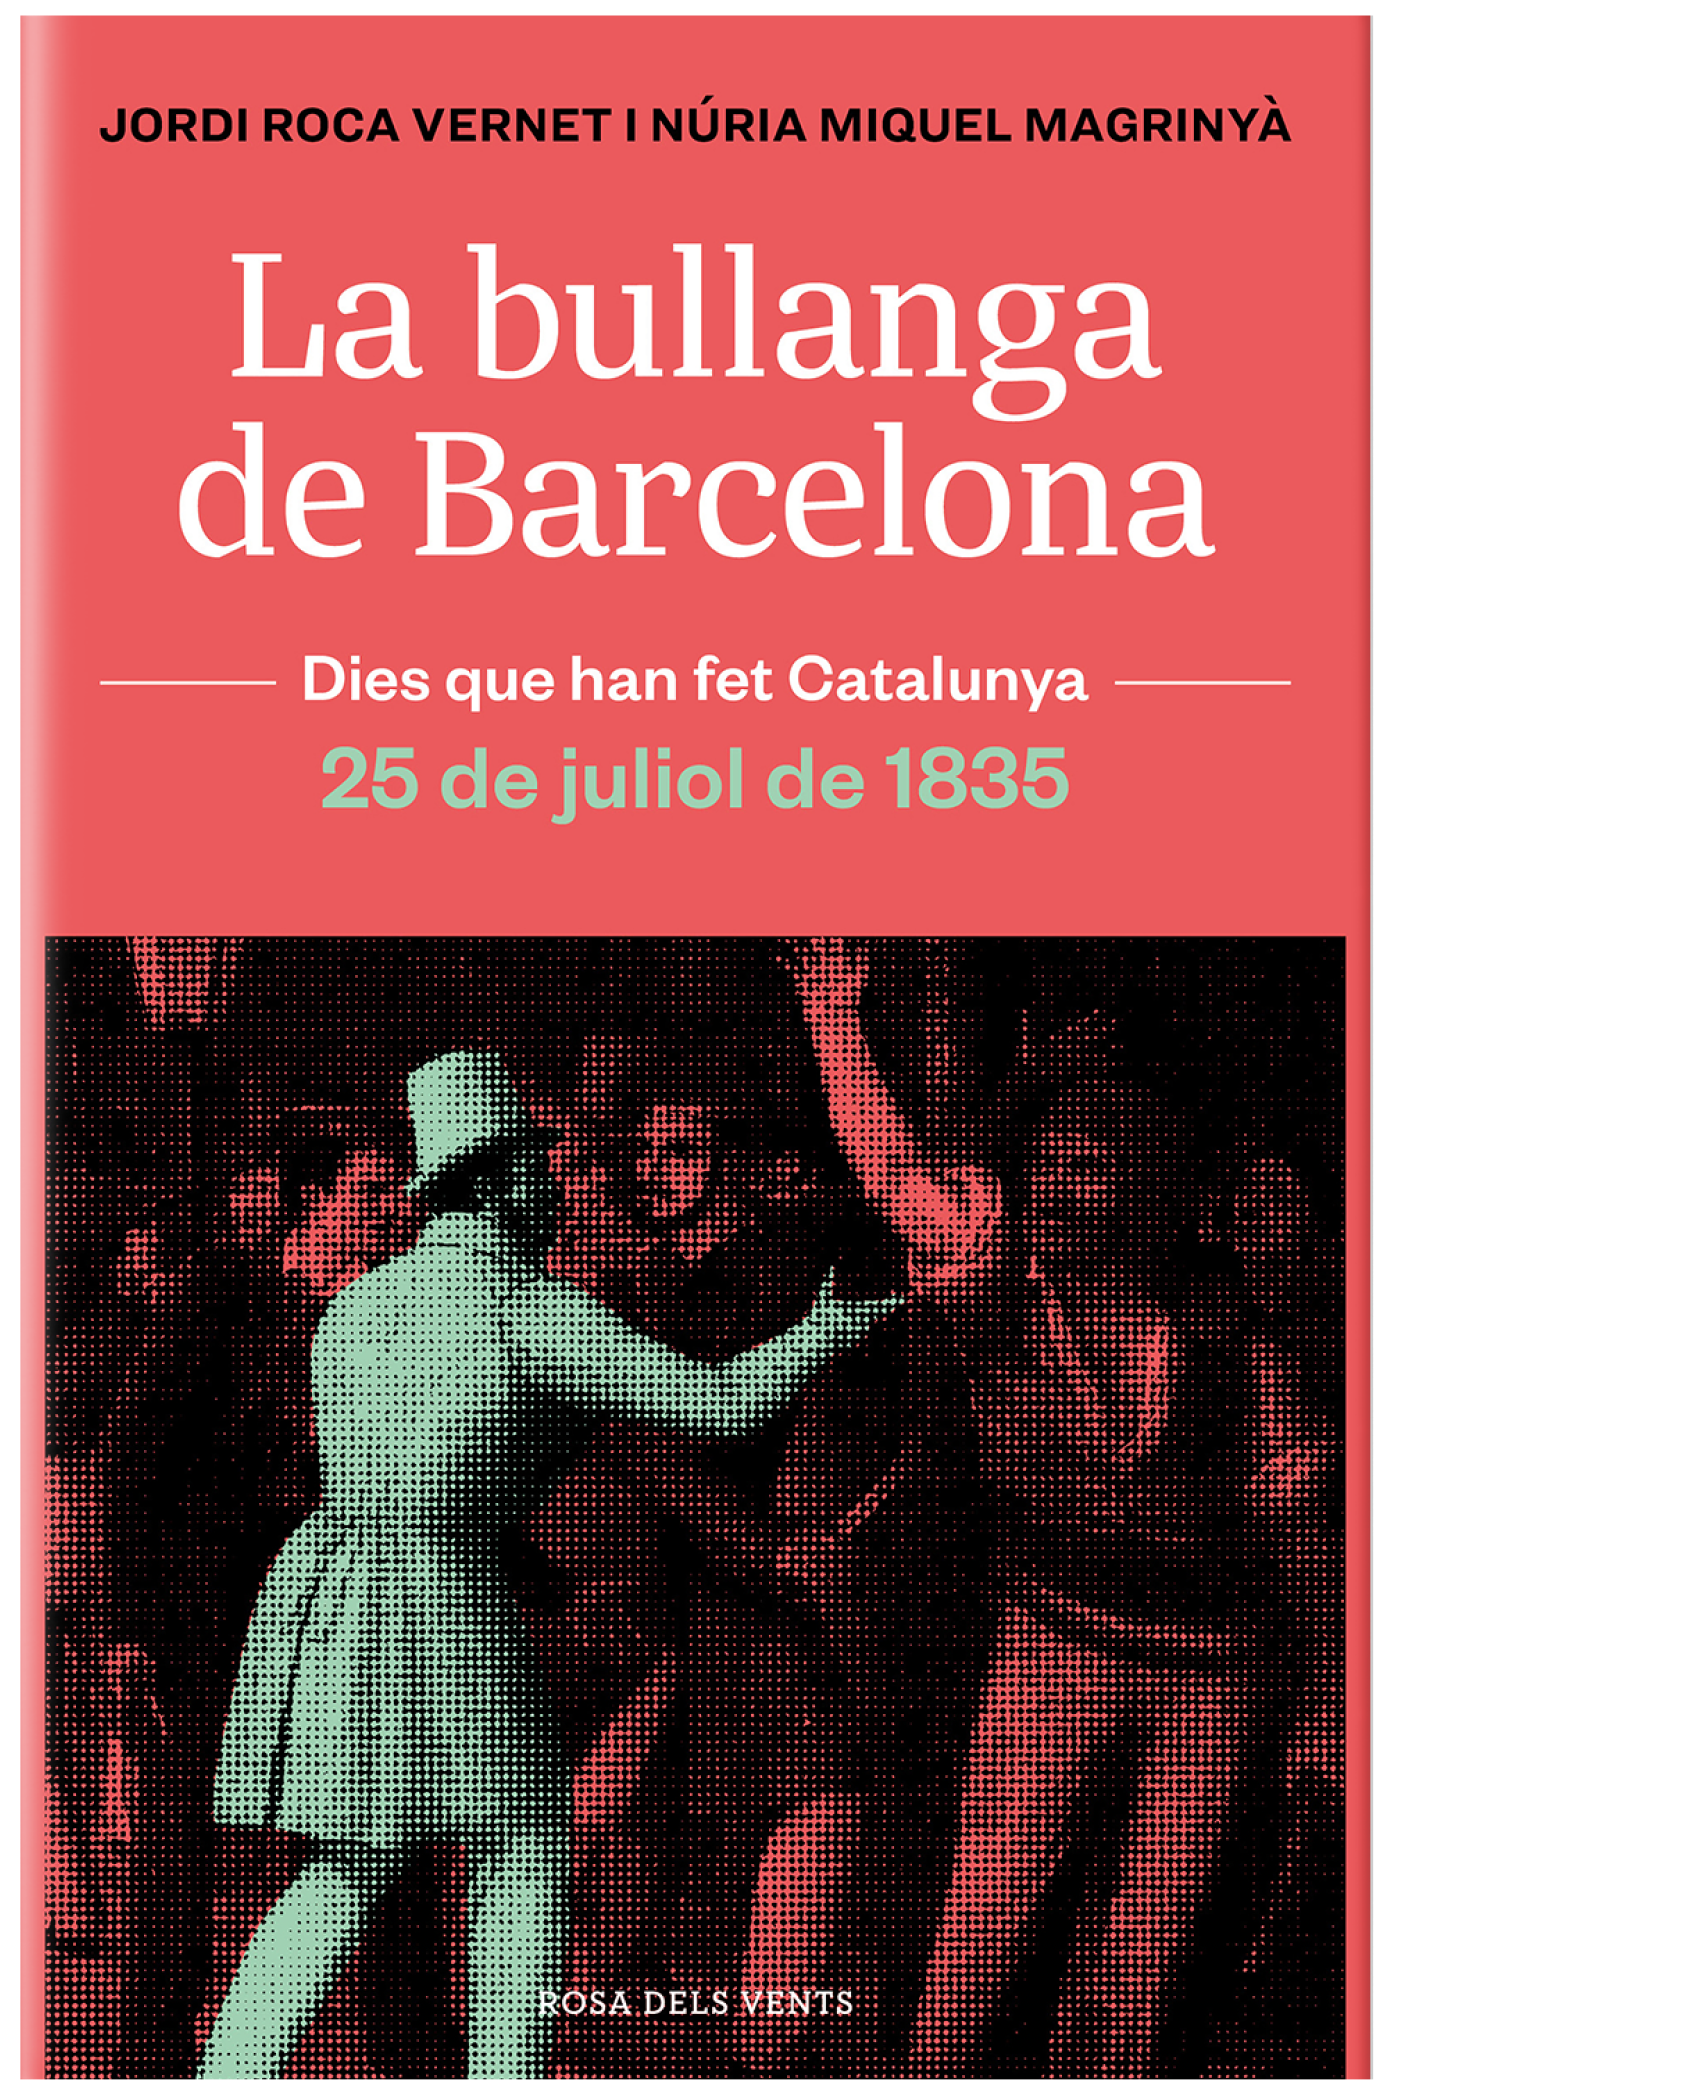 JORDI ROCA VERNET I NÚRIA MIQUEL MAGRINYÀ
La bullanga
de Barcelona
Dies que han fet Catalunya
25 de juliol de 1835
ROSA DELS VENTS